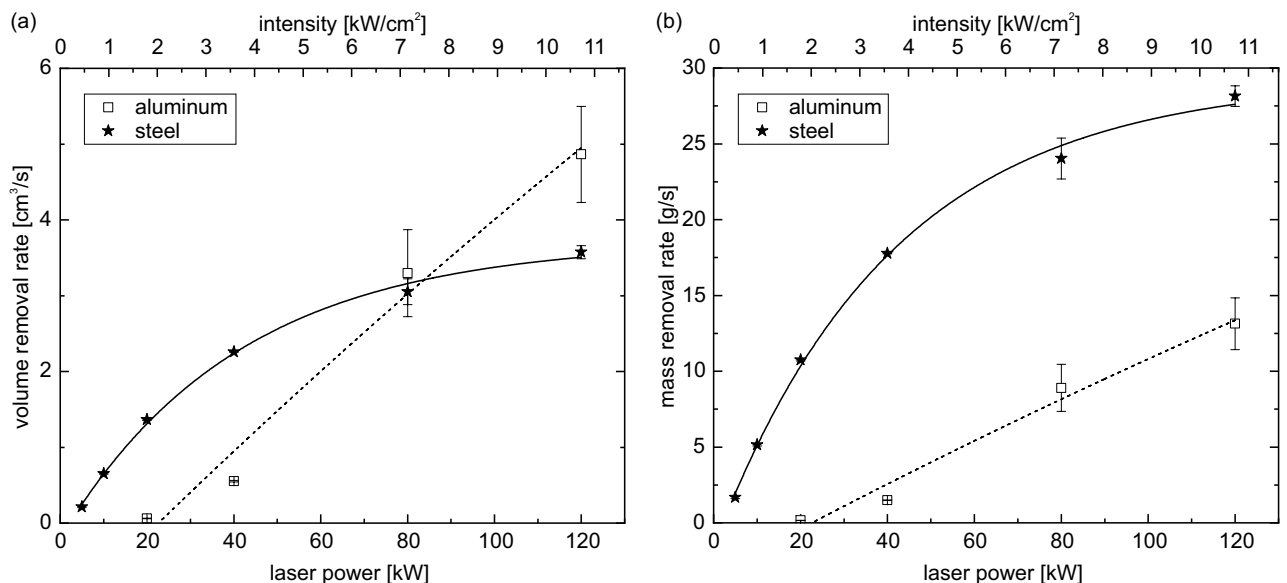 (a)
intensity [kW/cm²]
0 1 2 3 4 5 6 7 8 9 10 11
6
4
2
0
volume removal rate [cm³/s]
aluminum
steel
0 20 40 60 80 100 120
laser power [kW]
(b)
intensity [kW/cm²]
0 1 2 3 4 5 6 7 8 9 10 11
30
25
20
15
10
5
0
mass removal rate [g/s]
aluminum
steel
0 20 40 60 80 100 120
laser power [kW]